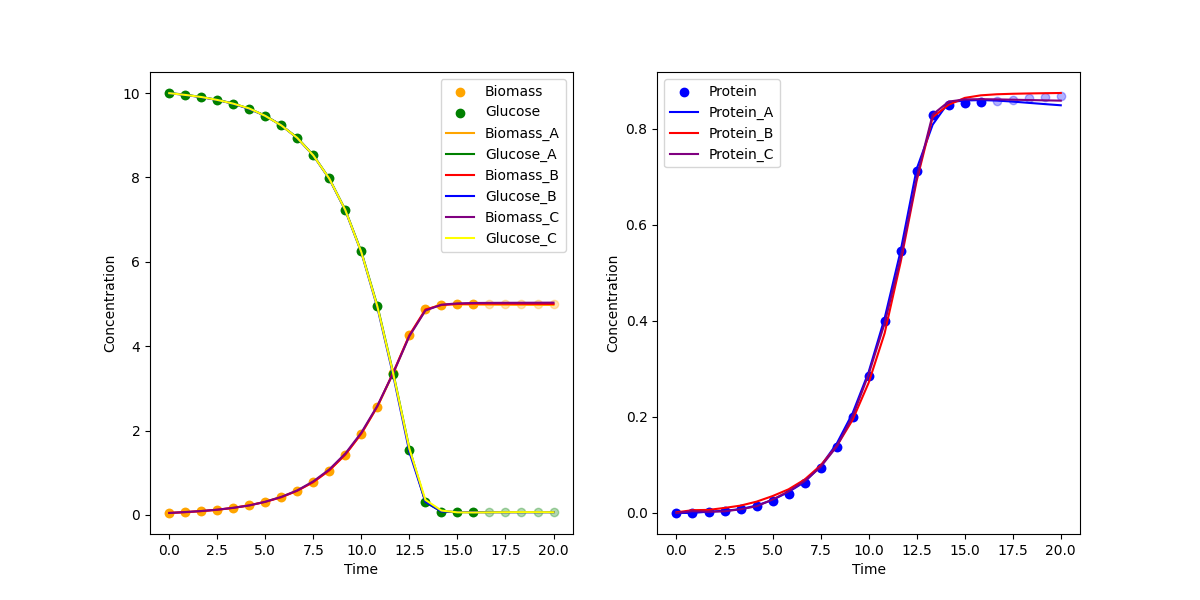 Concentration
10
8
6
4
2
0
0.0 2.5 5.0 7.5 10.0 12.5 15.0 17.5 20.0
Time
Biomass
Glucose
Biomass_A
Glucose_A
Biomass_B
Glucose_B
Biomass_C
Glucose_C
Concentration
0.8
0.6
0.4
0.2
0.0
0.0 2.5 5.0 7.5 10.0 12.5 15.0 17.5 20.0
Time
Protein
Protein_A
Protein_B
Protein_C